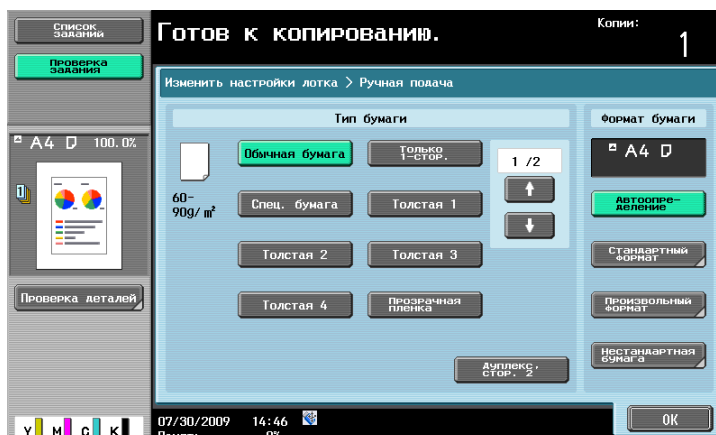 Список
заданий
Готов к копированию.
Копии:
1
Проверка
задания
Изменить настройки лотка > Ручная подача
Тип бумаги
Формат бумаги
A4 100.0%
Обычная бумага
Только
1-стор.
1 /2
A4
60-
90g/ m²
Спец. бумага
Толстая 1
Автоопре-
деление
Толстая 2
Толстая 3
Стандартный
формат
Проверка деталей
Толстая 4
Прозрачная
пленка
Произвольный
формат
Дуплекс,
стор. 2
Нестандартная
бумага
07/30/2009 14:46
OK
Y M C K
0%